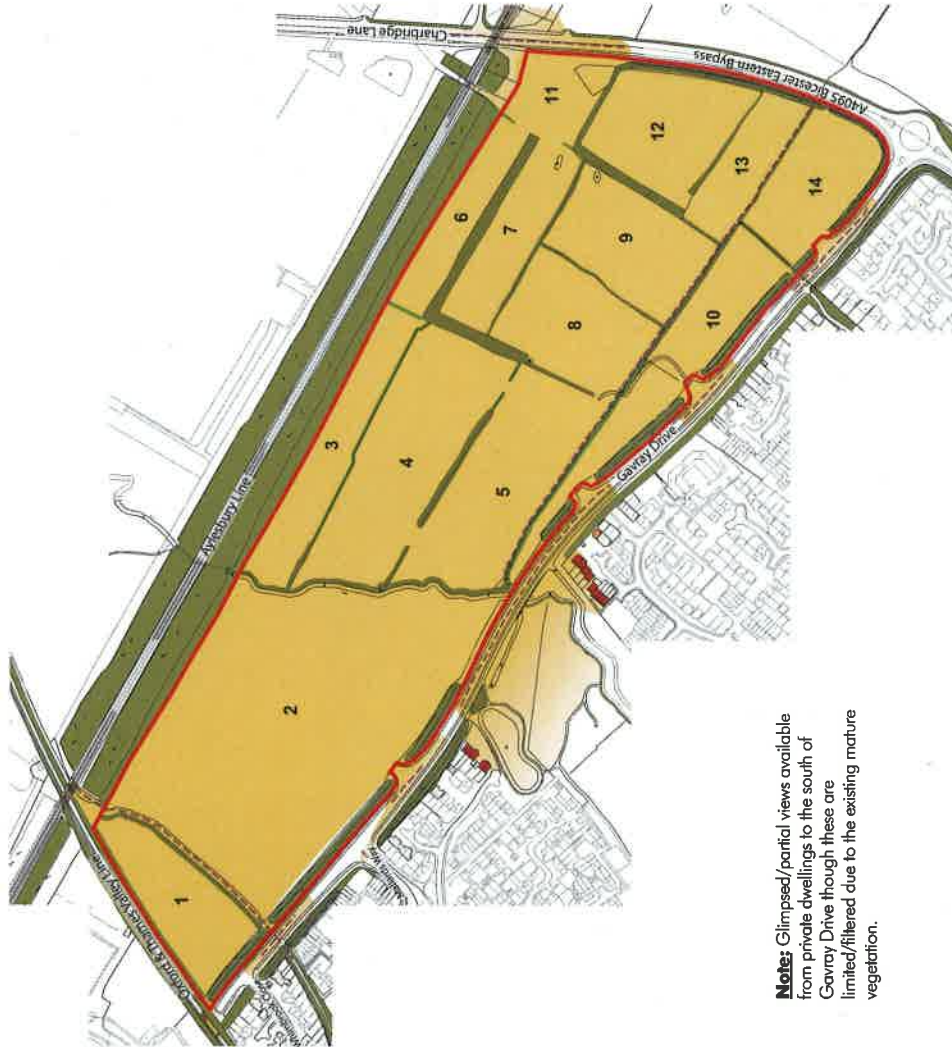 Charbridge Lane
A4095 Bicester Eastern Bypass
Aylesbury Line
Oxford & Thames Valley Line
Gavray Drive
1
2
3
4
5
6
7
8
9
10
11
12
13
14
Note: Glimpsed/partial views available
from private dwellings to the south of
Gavray Drive though these are
limited/filtered due to the existing mature
vegetation.